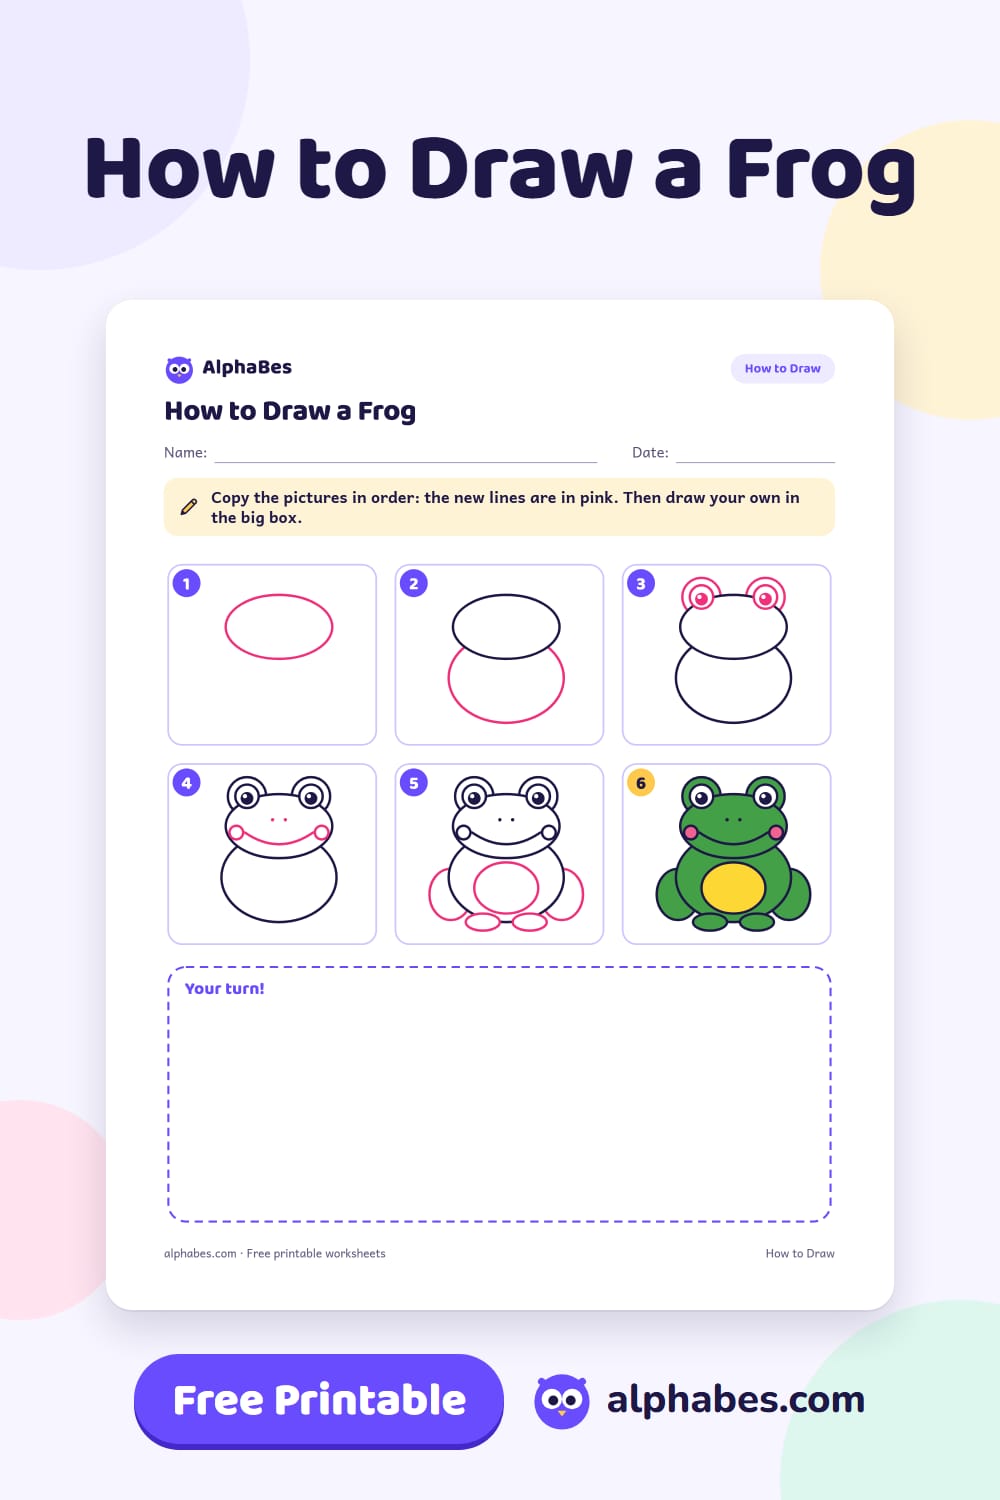 How to Draw a Frog
AlphaBes
How to Draw
How to Draw a Frog
Name:
Date:
Copy the pictures in order: the new lines are in pink. Then draw your own in
the big box.
1
2
3
4
5
6
Your turn!
alphabes.com · Free printable worksheets
How to Draw
Free Printable
alphabes.com